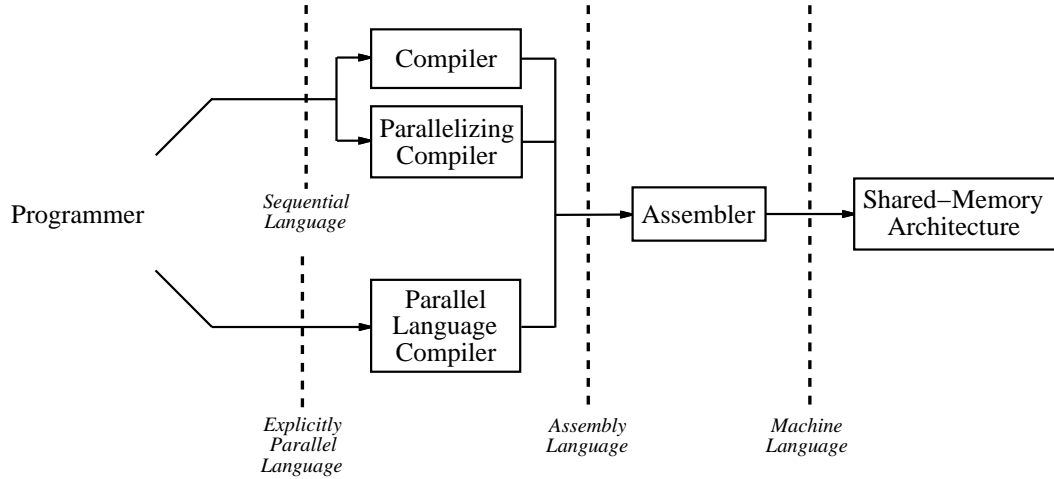 Compiler
Parallelizing
Compiler
Sequential
Language
Programmer
Assembler
Shared–Memory
Architecture
Parallel
Language
Compiler
Explicitly
Parallel
Language
Assembly
Language
Machine
Language